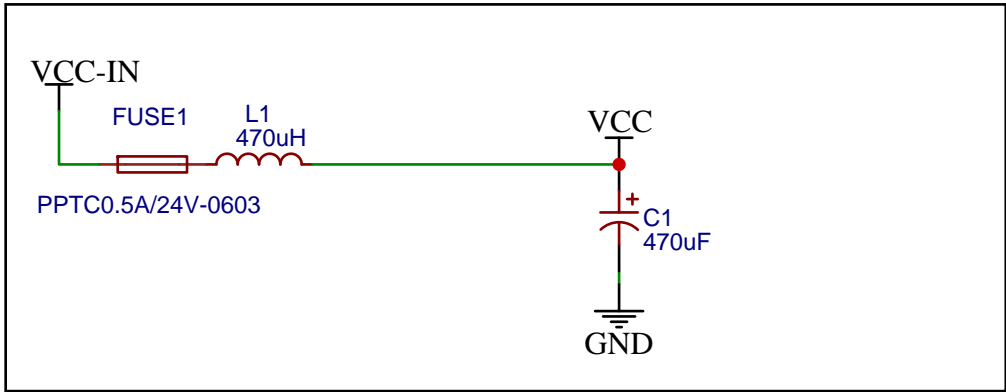 VCC-IN
FUSE1
L1
470uH
PPTC0.5A/24V-0603
VCC
+
C1
470uF
GND